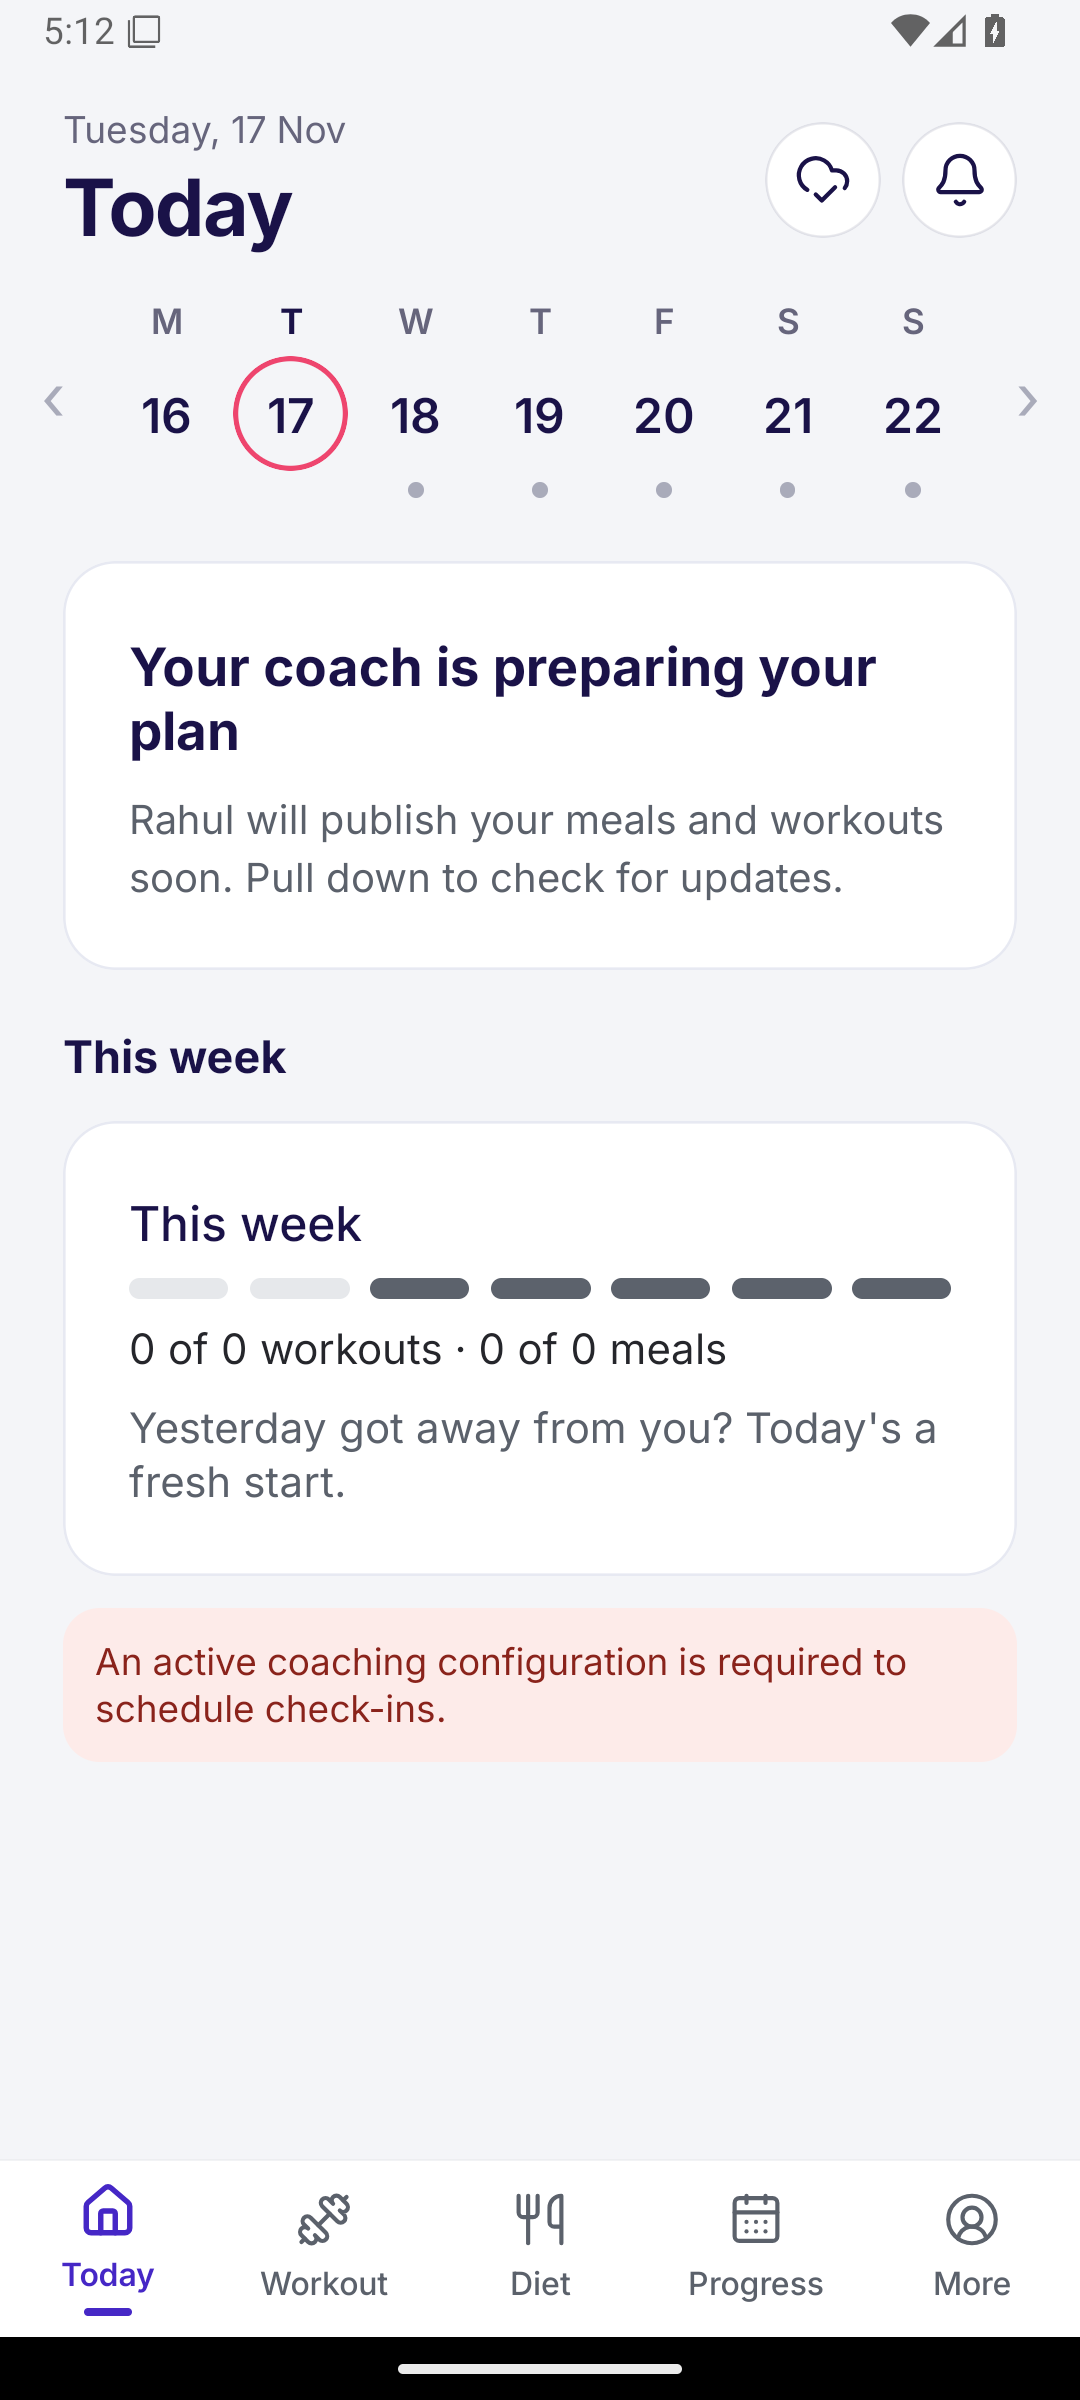 5:12
Tuesday, 17 Nov
Today
M T W T F S S
16 17 18 19 20 21 22
Your coach is preparing your
plan
Rahul will publish your meals and workouts
soon. Pull down to check for updates.
This week
This week
0 of 0 workouts · 0 of 0 meals
Yesterday got away from you? Today's a
fresh start.
An active coaching configuration is required to
schedule check-ins.
Today Workout Diet Progress More